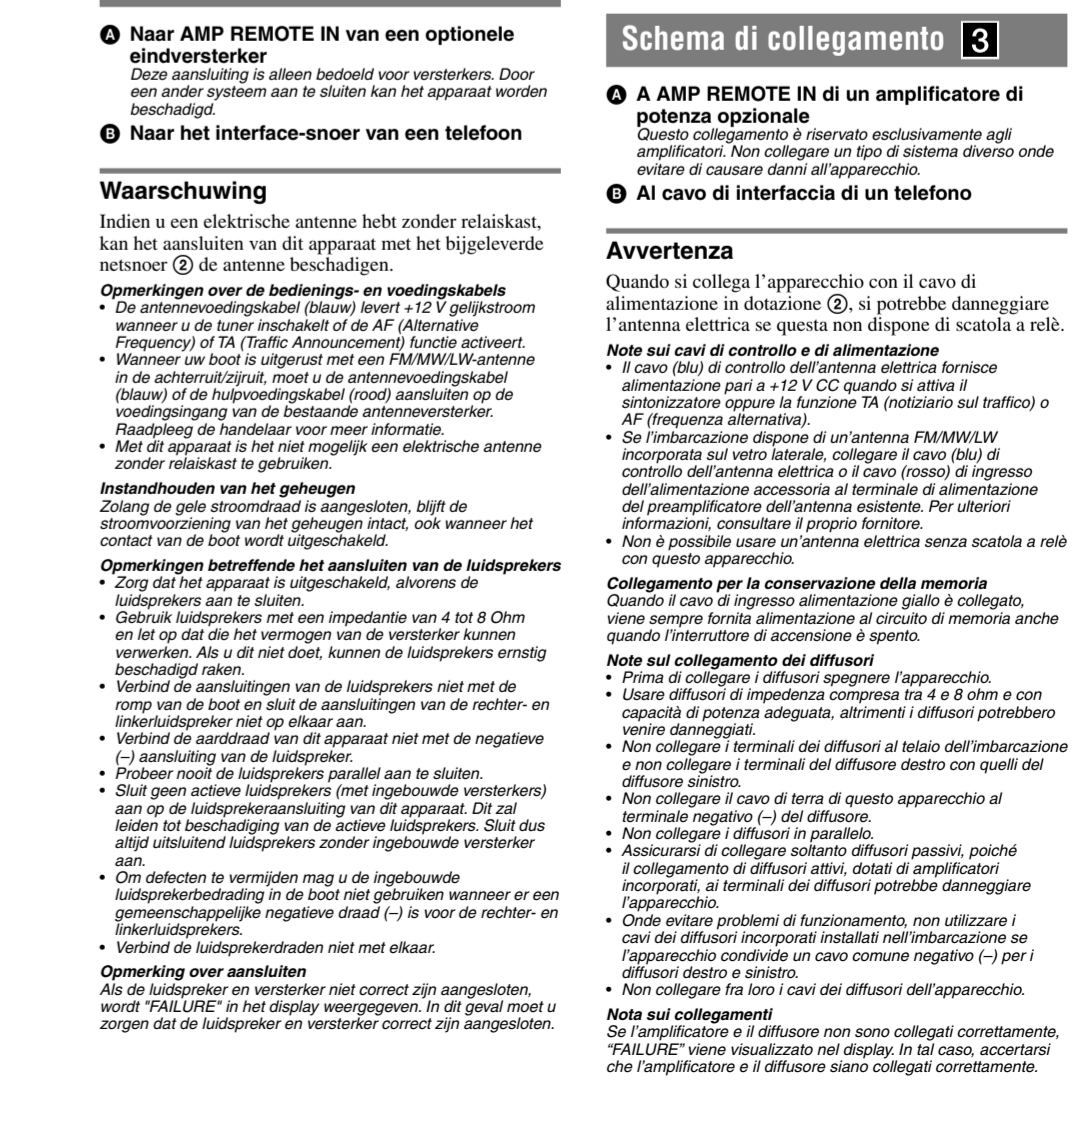 Ⓐ Naar AMP REMOTE IN van een optionele
eindversterker
Deze aansluiting is alleen bedoeld voor versterkers. Door
een ander systeem aan te sluiten kan het apparaat worden
beschadigd.
Ⓑ Naar het interface-snoer van een telefoon
Waarschuwing
Indien u een elektrische antenne hebt zonder relaiskast,
kan het aansluiten van dit apparaat met het bijgeleverde
netsnoer ② de antenne beschadigen.
Opmerkingen over de bedienings- en voedingskabels
• De antennevoedingskabel (blauw) levert +12 V gelijkstroom
wanneer u de tuner inschakelt of de AF (Alternative
Frequency) of TA (Traffic Announcement) functie activeert.
• Wanneer uw boot is uitgerust met een FM/MW/LW-antenne
in de achterruit/zijruit, moet u de antennevoedingskabel
(blauw) of de hulpvoedingskabel (rood) aansluiten op de
voedingsingang van de bestaande antenneversterker.
Raadpleeg de handelaar voor meer informatie.
• Met dit apparaat is het niet mogelijk een elektrische antenne
zonder relaiskast te gebruiken.
Instandhouden van het geheugen
Zolang de gele stroomdraad is aangesloten, blijft de
stroomvoorziening van het geheugen intact, ook wanneer het
contact van de boot wordt uitgeschakeld.
Opmerkingen betreffende het aansluiten van de luidsprekers
• Zorg dat het apparaat is uitgeschakeld, alvorens de
luidsprekers aan te sluiten.
• Gebruik luidsprekers met een impedantie van 4 tot 8 Ohm
en let op dat die het vermogen van de versterker kunnen
verwerken. Als u dit niet doet, kunnen de luidsprekers ernstig
beschadigd raken.
• Verbind de aansluitingen van de luidsprekers niet met de
romp van de boot en sluit de aansluitingen van de rechter- en
linkerluidspreker niet op elkaar aan.
• Verbind de aarddraad van dit apparaat niet met de negatieve
(–) aansluiting van de luidspreker.
• Probeer nooit de luidsprekers parallel aan te sluiten.
• Sluit geen actieve luidsprekers (met ingebouwde versterkers)
aan op de luidsprekeraansluiting van dit apparaat. Dit zal
leiden tot beschadiging van de actieve luidsprekers. Sluit dus
altijd uitsluitend luidsprekers zonder ingebouwde versterker
aan.
• Om defecten te vermijden mag u de ingebouwde
luidsprekerbedrading in de boot niet gebruiken wanneer er een
gemeenschappelijke negatieve draad (–) is voor de rechter- en
linkerluidsprekers.
• Verbind de luidsprekerdraden niet met elkaar.
Opmerking over aansluiten
Als de luidspreker en versterker niet correct zijn aangesloten,
wordt "FAILURE" in het display weergegeven. In dit geval moet u
zorgen dat de luidspreker en versterker correct zijn aangesloten.
Schema di collegamento 3
Ⓐ A AMP REMOTE IN di un amplificatore di
potenza opzionale
Questo collegamento è riservato esclusivamente agli
amplificatori. Non collegare un tipo di sistema diverso onde
evitare di causare danni all’apparecchio.
Ⓑ Al cavo di interfaccia di un telefono
Avvertenza
Quando si collega l’apparecchio con il cavo di
alimentazione in dotazione ②, si potrebbe danneggiare
l’antenna elettrica se questa non dispone di scatola a relè.
Note sui cavi di controllo e di alimentazione
• Il cavo (blu) di controllo dell’antenna elettrica fornisce
alimentazione pari a +12 V CC quando si attiva il
sintonizzatore oppure la funzione TA (notiziario sul traffico) o
AF (frequenza alternativa).
• Se l’imbarcazione dispone di un’antenna FM/MW/LW
incorporata sul vetro laterale, collegare il cavo (blu) di
controllo dell’antenna elettrica o il cavo (rosso) di ingresso
dell’alimentazione accessoria al terminale di alimentazione
del preamplificatore dell’antenna esistente. Per ulteriori
informazioni, consultare il proprio fornitore.
• Non è possibile usare un’antenna elettrica senza scatola a relè
con questo apparecchio.
Collegamento per la conservazione della memoria
Quando il cavo di ingresso alimentazione giallo è collegato,
viene sempre fornita alimentazione al circuito di memoria anche
quando l’interruttore di accensione è spento.
Note sul collegamento dei diffusori
• Prima di collegare i diffusori spegnere l’apparecchio.
• Usare diffusori di impedenza compresa tra 4 e 8 ohm e con
capacità di potenza adeguata, altrimenti i diffusori potrebbero
venire danneggiati.
• Non collegare i terminali dei diffusori al telaio dell’imbarcazione
e non collegare i terminali del diffusore destro con quelli del
diffusore sinistro.
• Non collegare il cavo di terra di questo apparecchio al
terminale negativo (–) del diffusore.
• Non collegare i diffusori in parallelo.
• Assicurarsi di collegare soltanto diffusori passivi, poiché
il collegamento di diffusori attivi, dotati di amplificatori
incorporati, ai terminali dei diffusori potrebbe danneggiare
l’apparecchio.
• Onde evitare problemi di funzionamento, non utilizzare i
cavi dei diffusori incorporati installati nell’imbarcazione se
l’apparecchio condivide un cavo comune negativo (–) per i
diffusori destro e sinistro.
• Non collegare fra loro i cavi dei diffusori dell’apparecchio.
Nota sui collegamenti
Se l’amplificatore e il diffusore non sono collegati correttamente,
“FAILURE” viene visualizzato nel display. In tal caso, accertarsi
che l’amplificatore e il diffusore siano collegati correttamente.